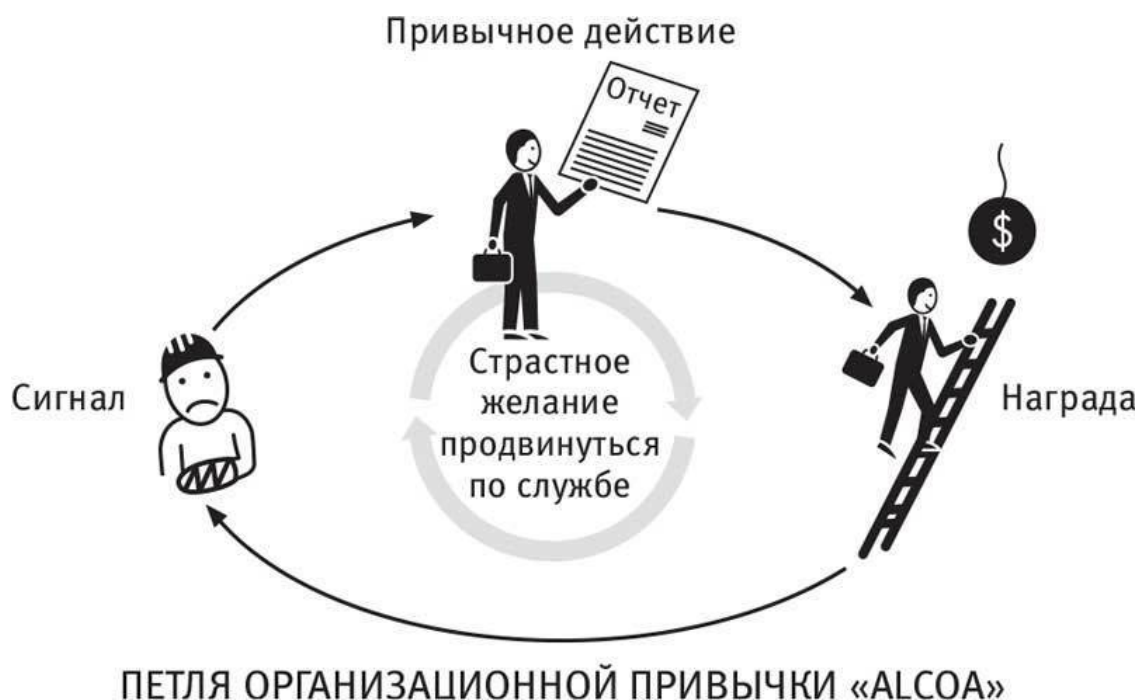 Привычное действие
Отчет
$
Сигнал
Страстное
желание
продвинуться
по службе
Награда
ПЕТЛЯ ОРГАНИЗАЦИОННОЙ ПРИВЫЧКИ «ALCOA»